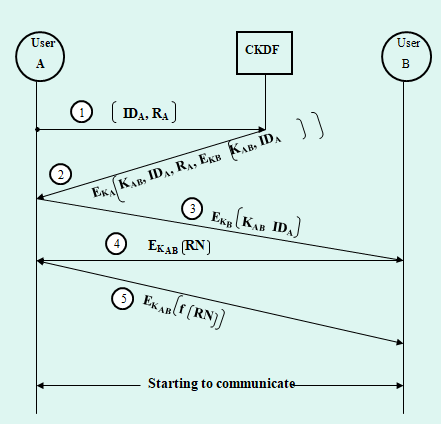 User
A
CKDF
User
B
1 ( ID_A, R_A )
2 E_KA(K_AB, ID_A, R_A, E_KB (K_AB, ID_A ) )
3 E_KB(K_AB ID_A)
4 E_KAB(RN)
5 E_KAB(f (RN))
Starting to communicate